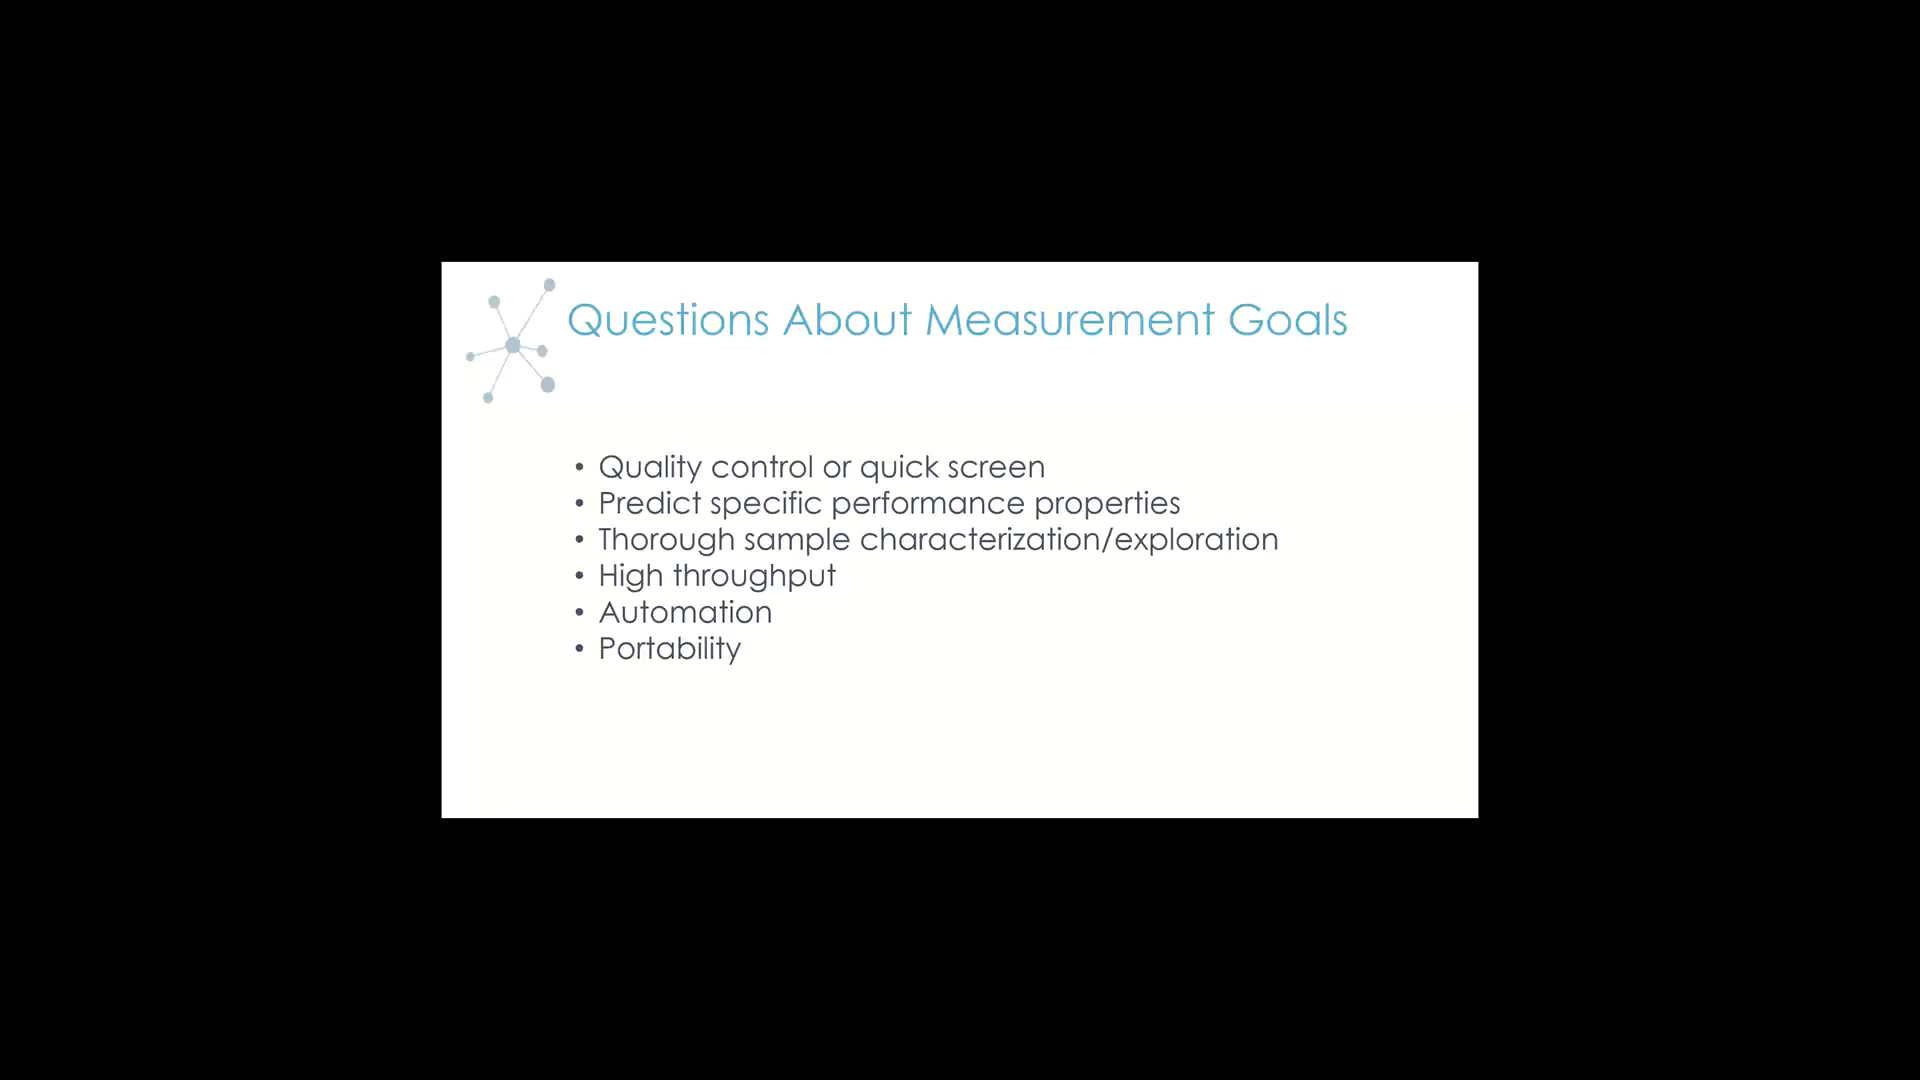 Questions About Measurement Goals
• Quality control or quick screen
• Predict specific performance properties
• Thorough sample characterization/exploration
• High throughput
• Automation
• Portability